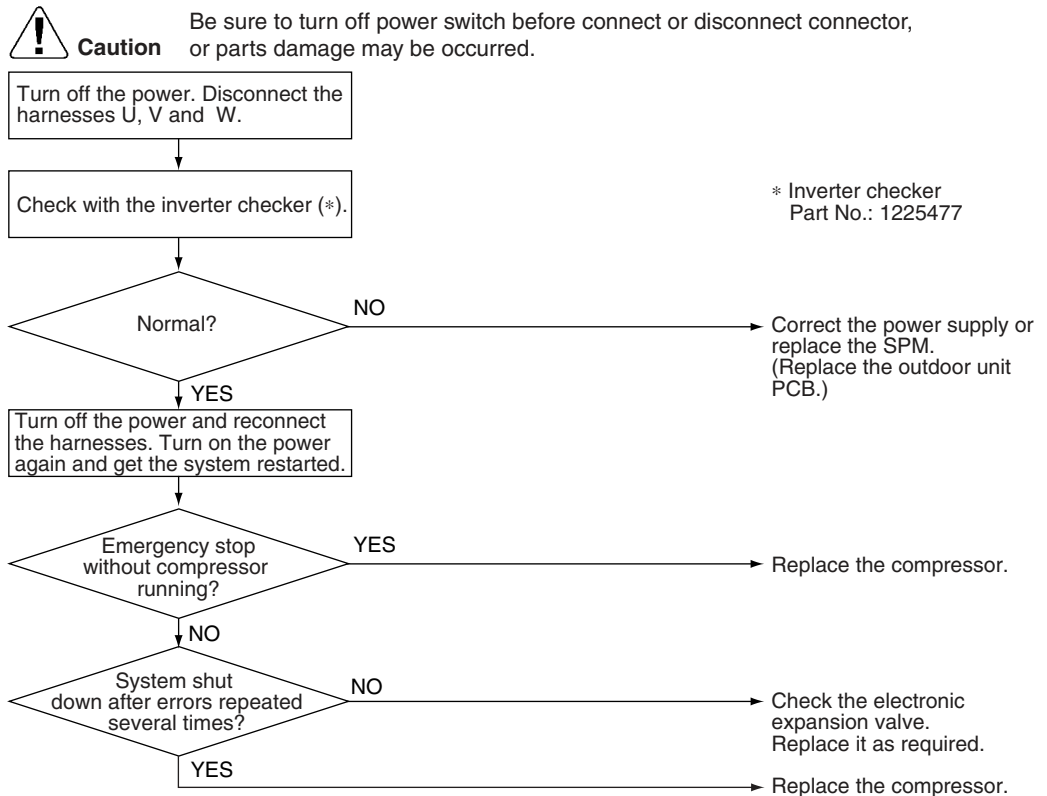 Be sure to turn off power switch before connect or disconnect connector,
Caution or parts damage may be occurred.
Turn off the power. Disconnect the
harnesses U, V and W.
Check with the inverter checker (*).
* Inverter checker
Part No.: 1225477
Normal?
NO
Correct the power supply or
replace the SPM.
(Replace the outdoor unit
PCB.)
YES
Turn off the power and reconnect
the harnesses. Turn on the power
again and get the system restarted.
Emergency stop
without compressor
running?
YES
Replace the compressor.
NO
System shut
down after errors repeated
several times?
NO
Check the electronic
expansion valve.
Replace it as required.
YES
Replace the compressor.